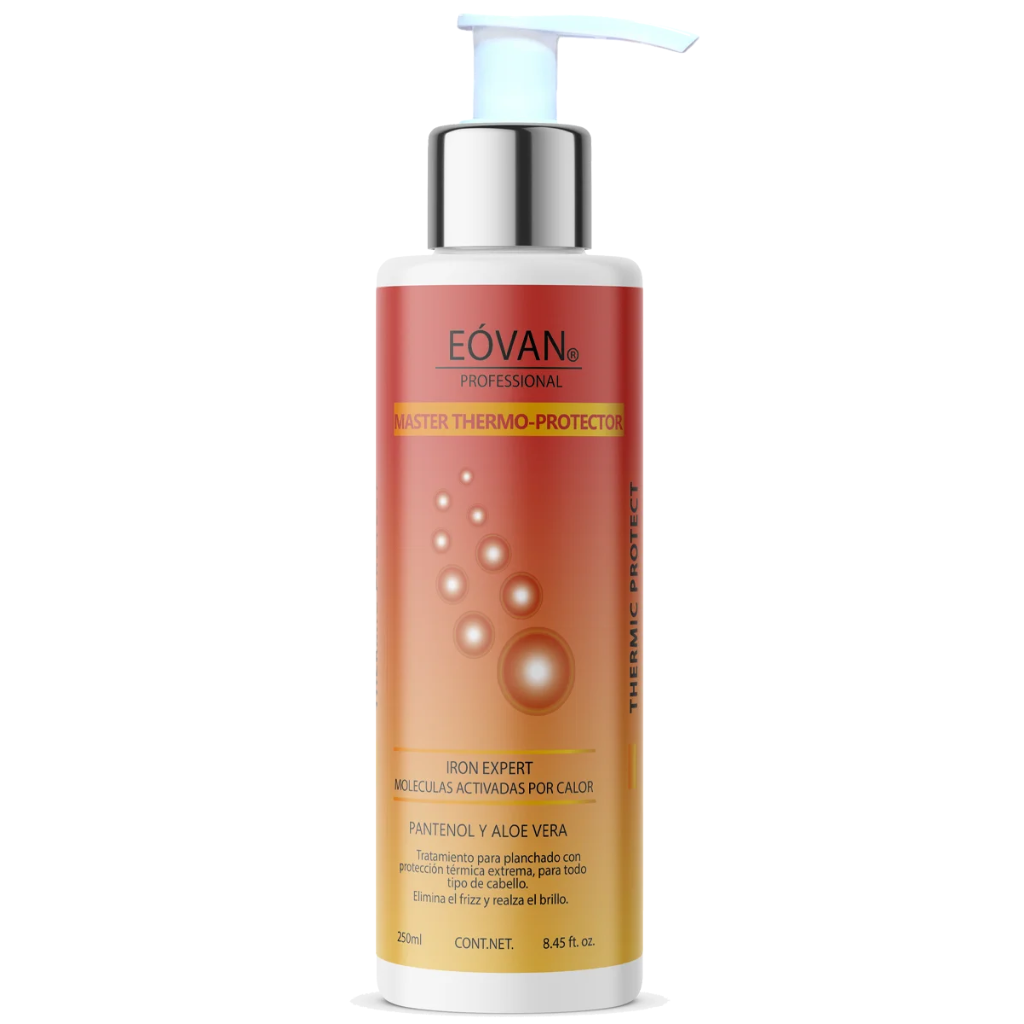 EÓVAN®
PROFESSIONAL
MASTER THERMO-PROTECTOR
THERMIC PROTECT
IRON EXPERT
MOLECULAS ACTIVADAS POR CALOR
PANTENOL Y ALOE VERA
Tratamiento para planchado con
protección térmica extrema, para todo
tipo de cabello.
Elimina el frizz y realza el brillo.
250ml CONT.NET. 8.45 ft. oz.